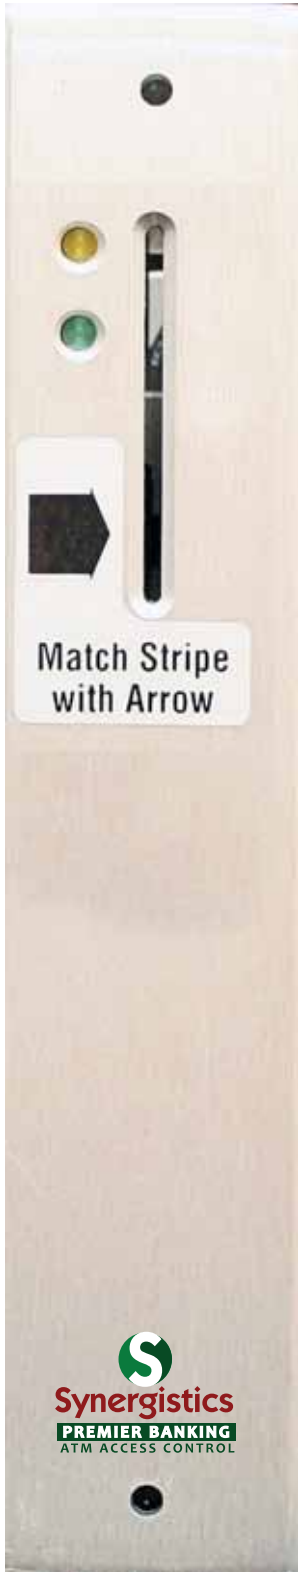 Match Stripe
with Arrow
S
Synergistics
PREMIER BANKING
ATM ACCESS CONTROL